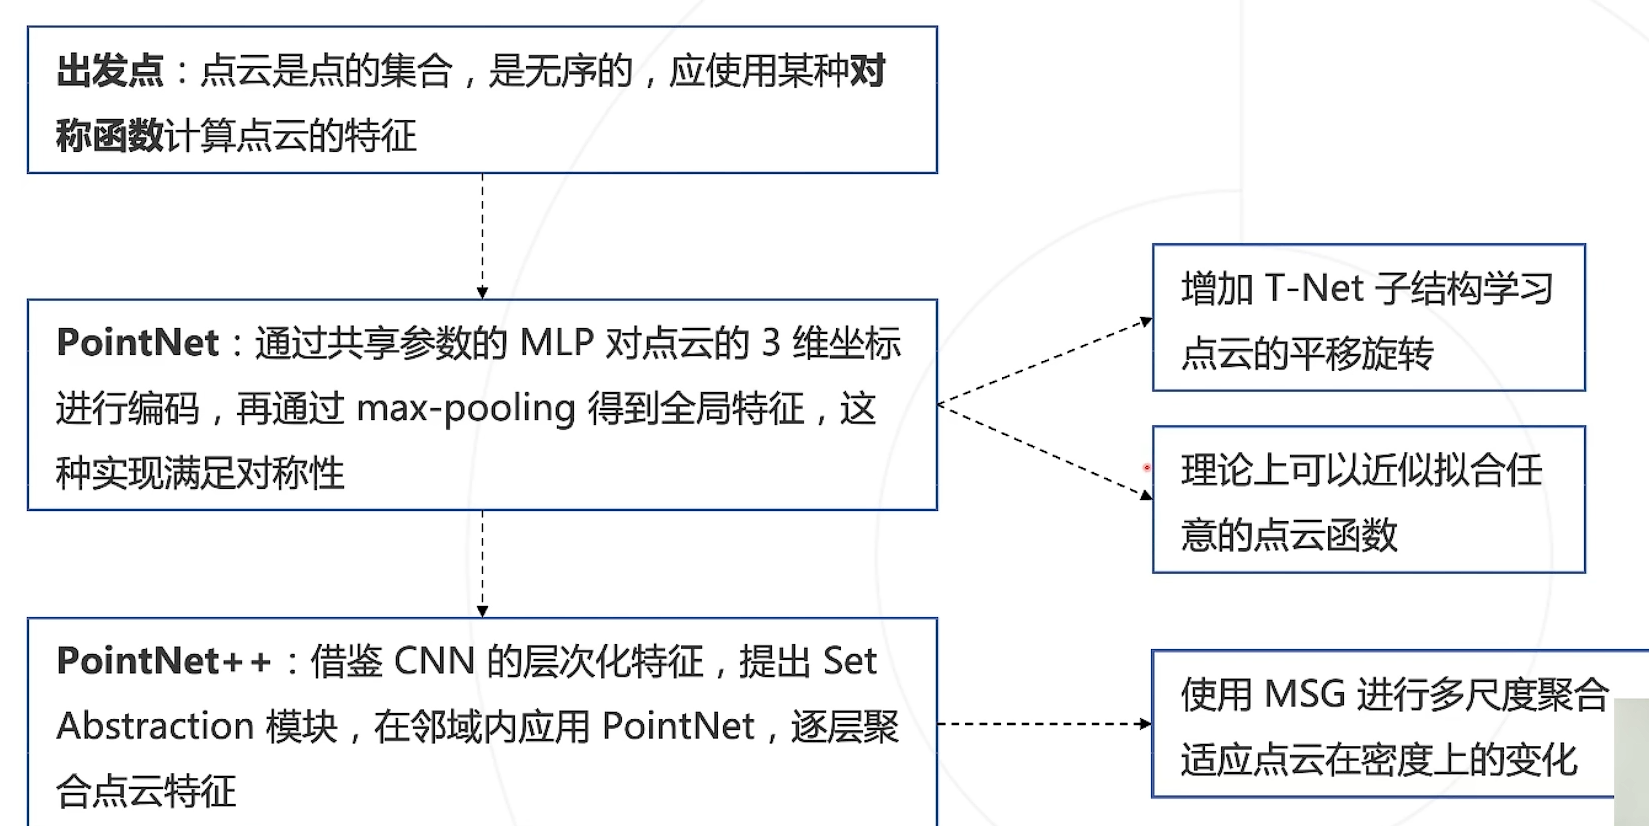 出发点：点云是点的集合，是无序的，应使用某种对
称函数计算点云的特征
PointNet：通过共享参数的 MLP 对点云的 3 维坐标
进行编码，再通过 max-pooling 得到全局特征，这
种实现满足对称性
增加 T-Net 子结构学习
点云的平移旋转
理论上可以近似拟合任
意的点云函数
PointNet++：借鉴 CNN 的层次化特征，提出 Set
Abstraction 模块，在邻域内应用 PointNet，逐层聚
合点云特征
使用 MSG 进行多尺度聚合
适应点云在密度上的变化